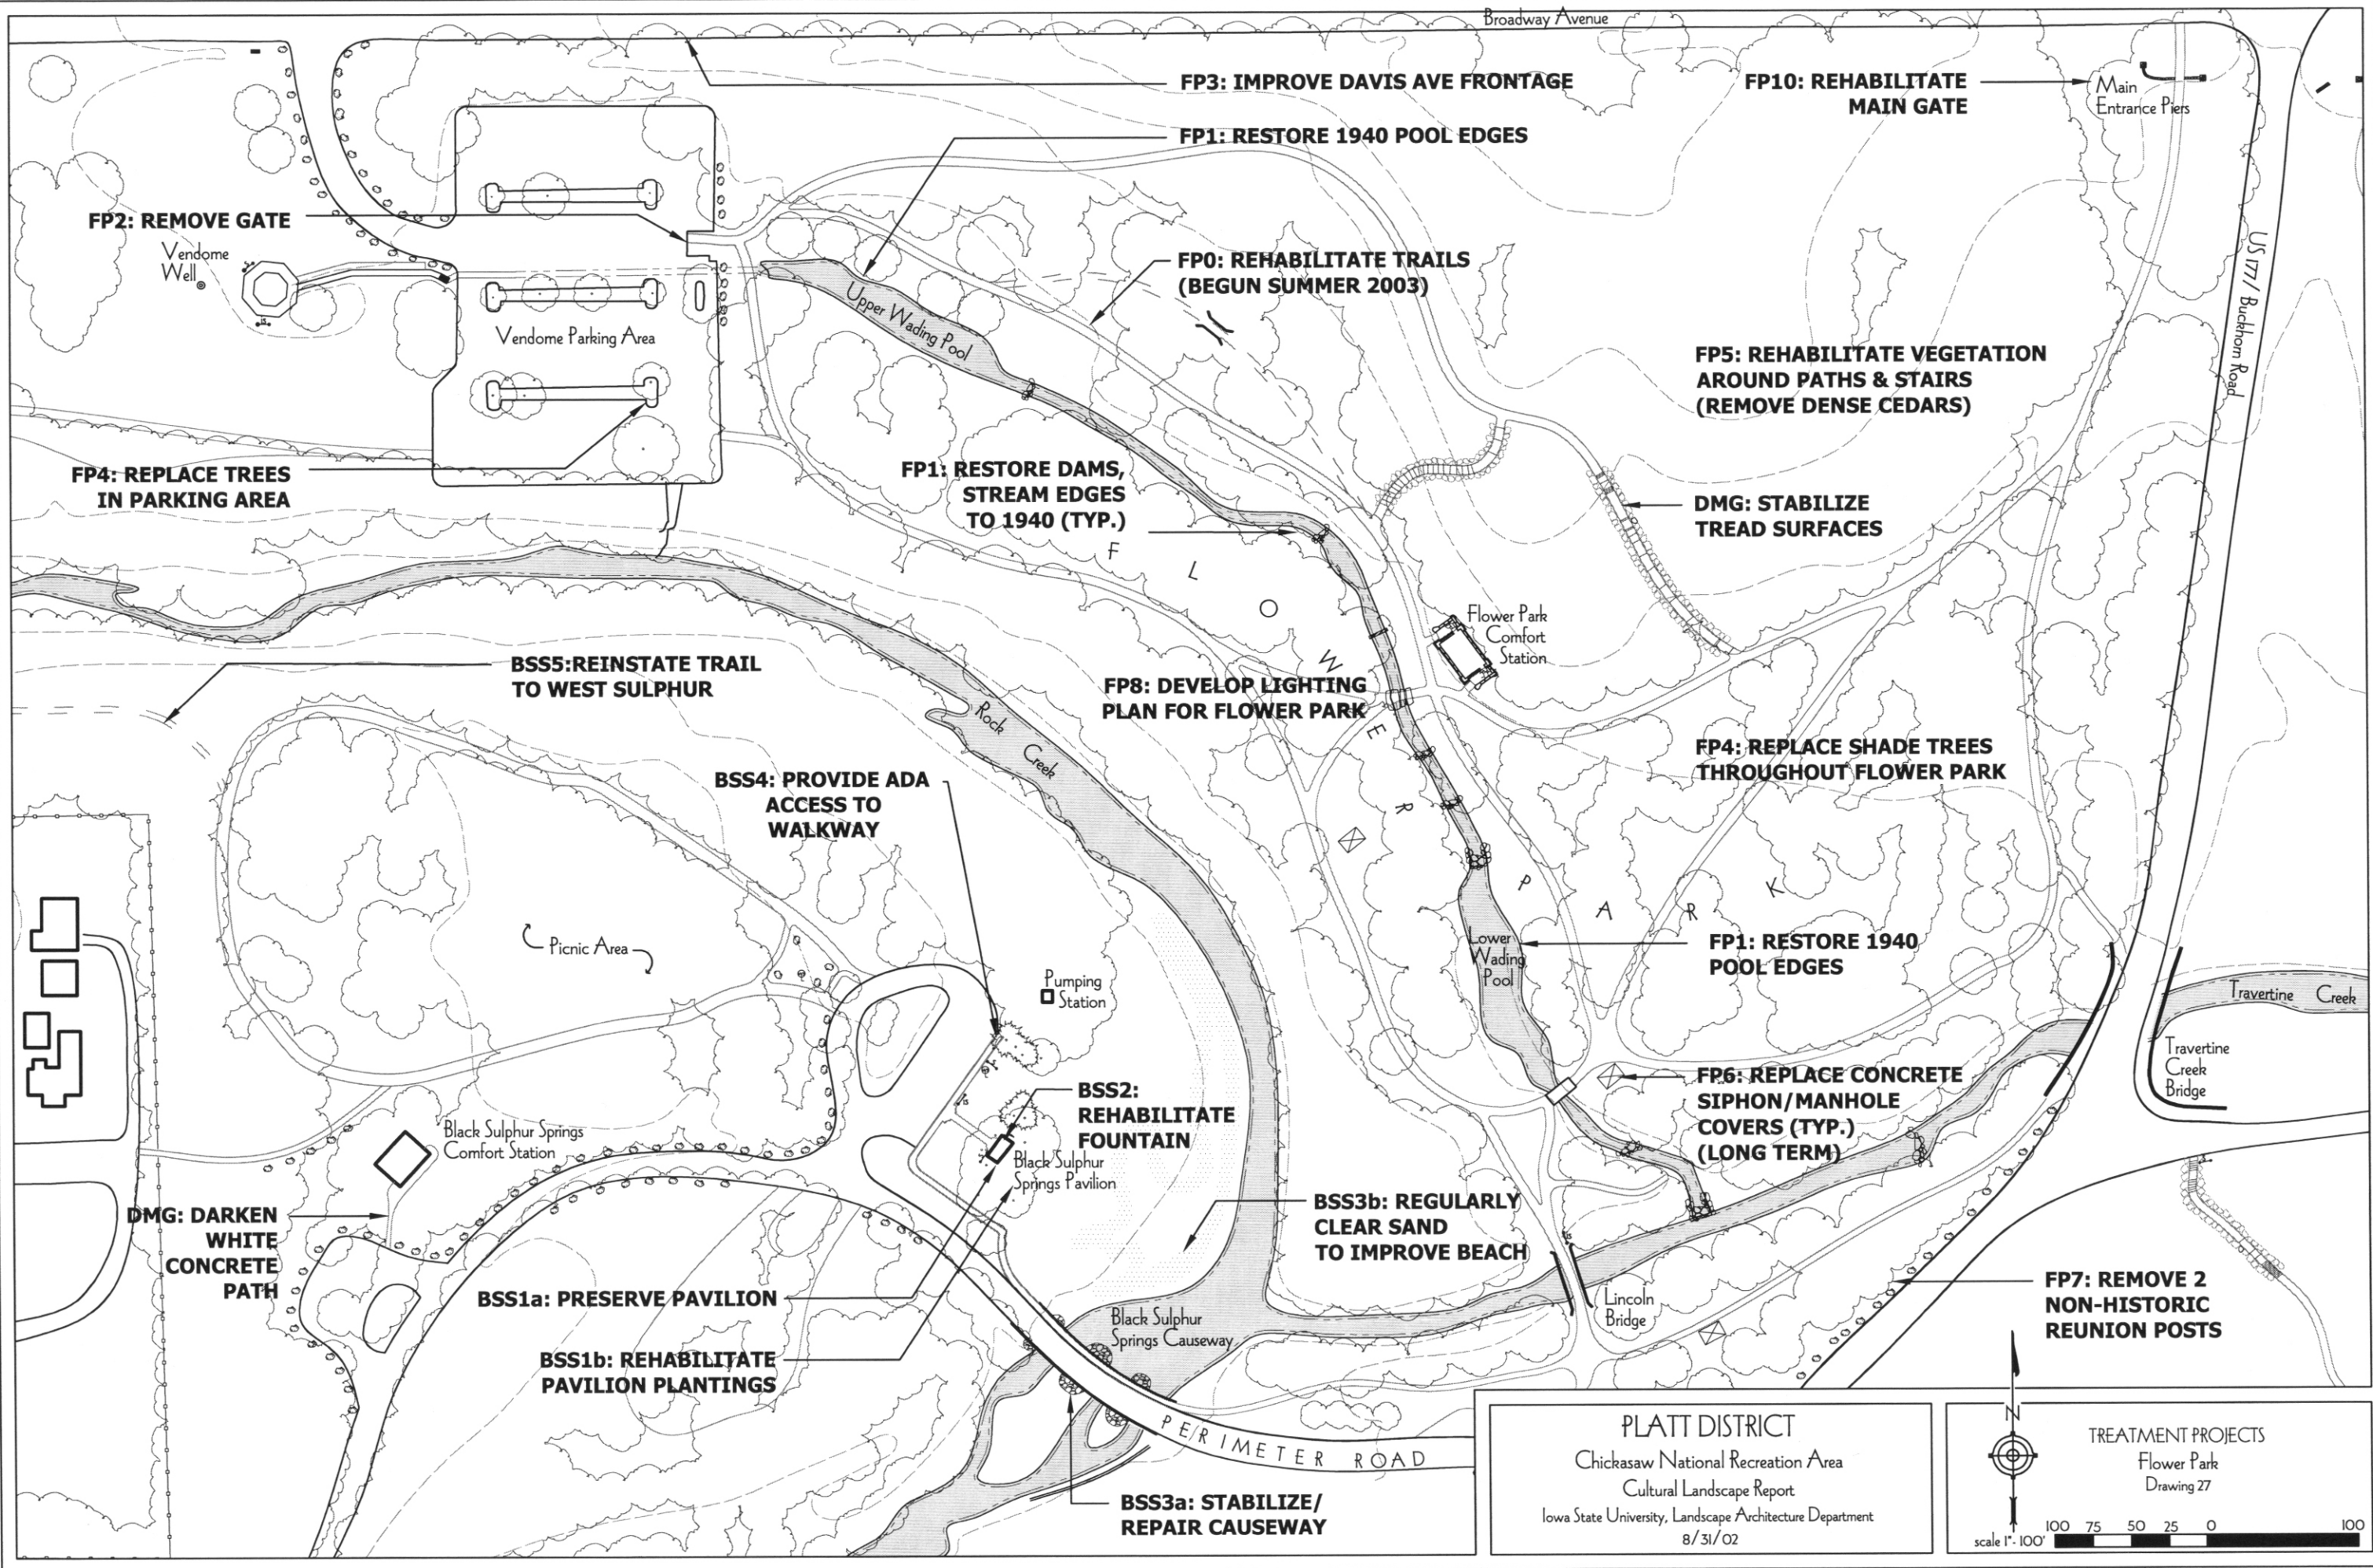 Broadway Avenue
FP3: IMPROVE DAVIS AVE FRONTAGE
FP10: REHABILITATE
MAIN GATE
Main
Entrance Piers
FP1: RESTORE 1940 POOL EDGES
FP2: REMOVE GATE
Vendome
Well
FP0: REHABILITATE TRAILS
(BEGUN SUMMER 2003)
US 177/ Buckhorn Road
Upper Wading Pool
Vendome Parking Area
FP5: REHABILITATE VEGETATION
AROUND PATHS & STAIRS
(REMOVE DENSE CEDARS)
FP4: REPLACE TREES
IN PARKING AREA
FP1: RESTORE DAMS,
STREAM EDGES
TO 1940 (TYP.)
DMG: STABILIZE
TREAD SURFACES
FLOWER PARK
Flower Park
Comfort
Station
BSS5:REINSTATE TRAIL
TO WEST SULPHUR
FP8: DEVELOP LIGHTING
PLAN FOR FLOWER PARK
Rock Creek
FP4: REPLACE SHADE TREES
THROUGHOUT FLOWER PARK
BSS4: PROVIDE ADA
ACCESS TO
WALKWAY
Picnic Area
Lower
Wading
Pool
FP1: RESTORE 1940
POOL EDGES
Pumping
Station
Travertine Creek
Travertine
Creek
Bridge
FP6: REPLACE CONCRETE
SIPHON/MANHOLE
COVERS (TYP.)
(LONG TERM)
BSS2:
REHABILITATE
FOUNTAIN
Black Sulphur Springs
Comfort Station
Black Sulphur
Springs Pavilion
DMG: DARKEN
WHITE
CONCRETE
PATH
BSS3b: REGULARLY
CLEAR SAND
TO IMPROVE BEACH
BSS1a: PRESERVE PAVILION
Lincoln
Bridge
FP7: REMOVE 2
NON-HISTORIC
REUNION POSTS
Black Sulphur
Springs Causeway
BSS1b: REHABILITATE
PAVILION PLANTINGS
PERIMETER ROAD
BSS3a: STABILIZE/
REPAIR CAUSEWAY
PLATT DISTRICT
Chickasaw National Recreation Area
Cultural Landscape Report
Iowa State University, Landscape Architecture Department
8/31/02
N
TREATMENT PROJECTS
Flower Park
Drawing 27
100 75 50 25 0 100
scale 1"- 100'